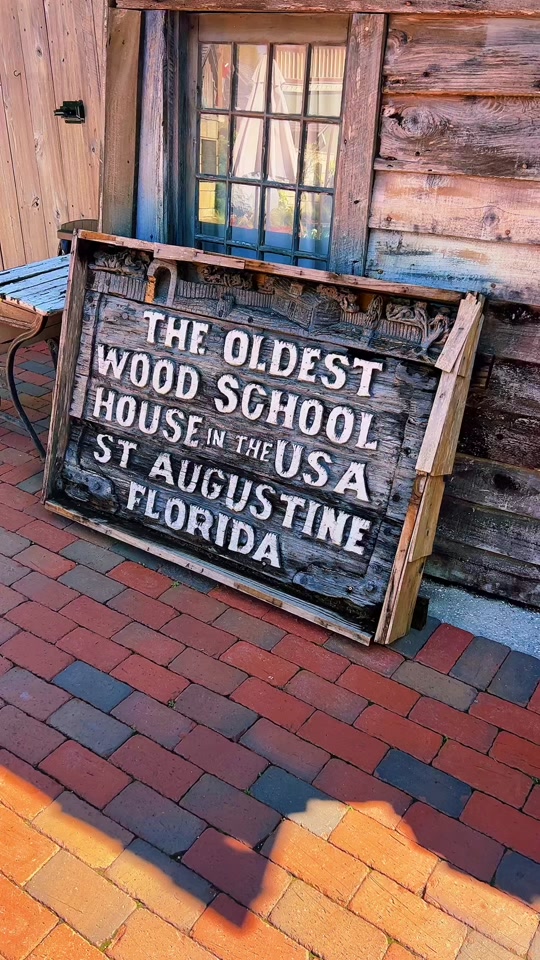 THE OLDEST
WOOD SCHOOL
HOUSE IN THE USA
ST AUGUSTINE
FLORIDA